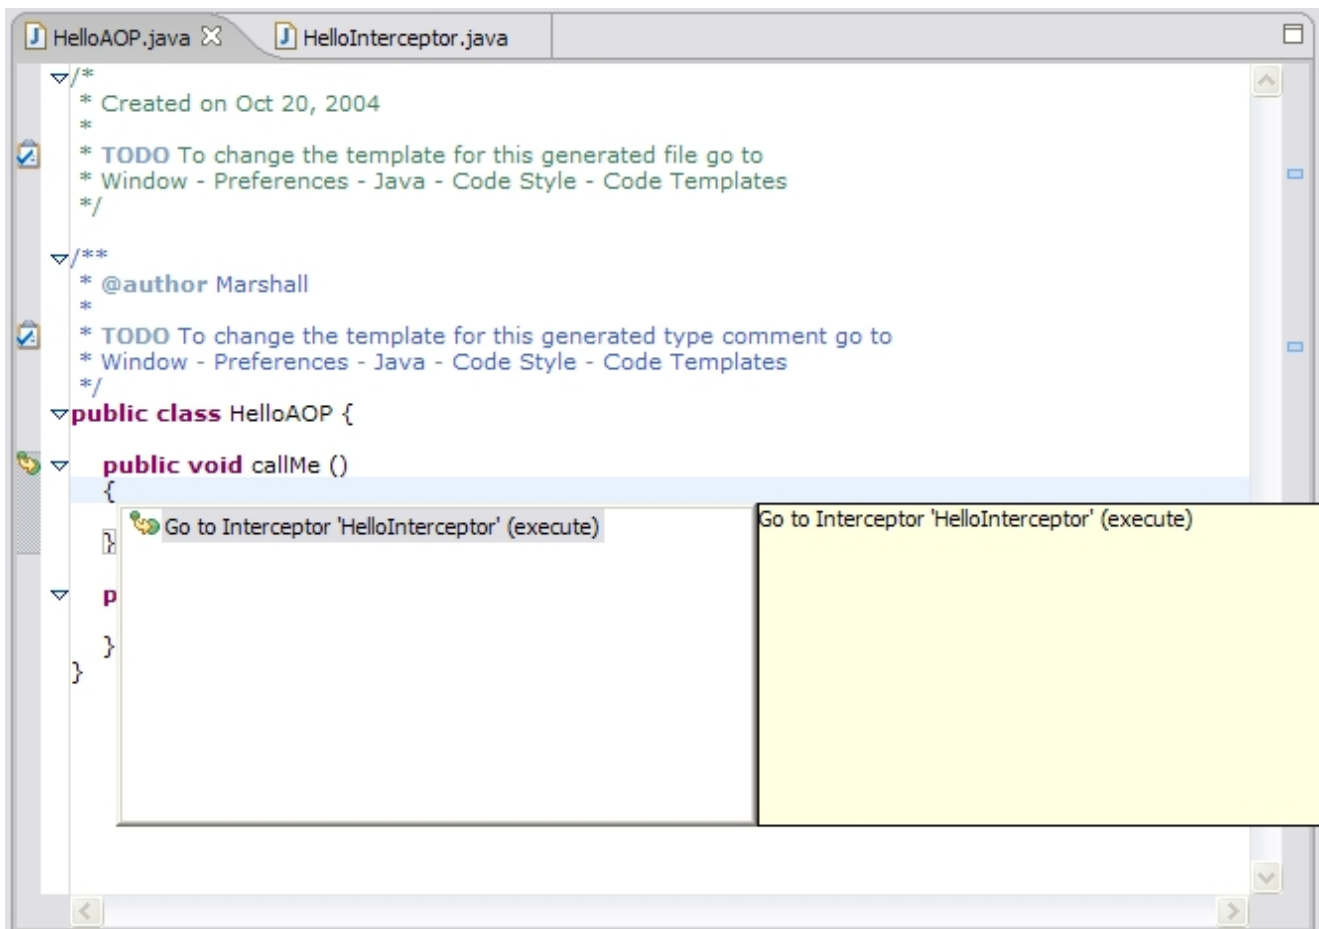 HelloAOP.java
HelloInterceptor.java
/*
* Created on Oct 20, 2004
*
* TODO To change the template for this generated file go to
* Window - Preferences - Java - Code Style - Code Templates
*/
/**
* @author Marshall
*
* TODO To change the template for this generated type comment go to
* Window - Preferences - Java - Code Style - Code Templates
*/
public class HelloAOP {
public void callMe ()
{
Go to Interceptor 'HelloInterceptor' (execute)
Go to Interceptor 'HelloInterceptor' (execute)
}
p
}
}